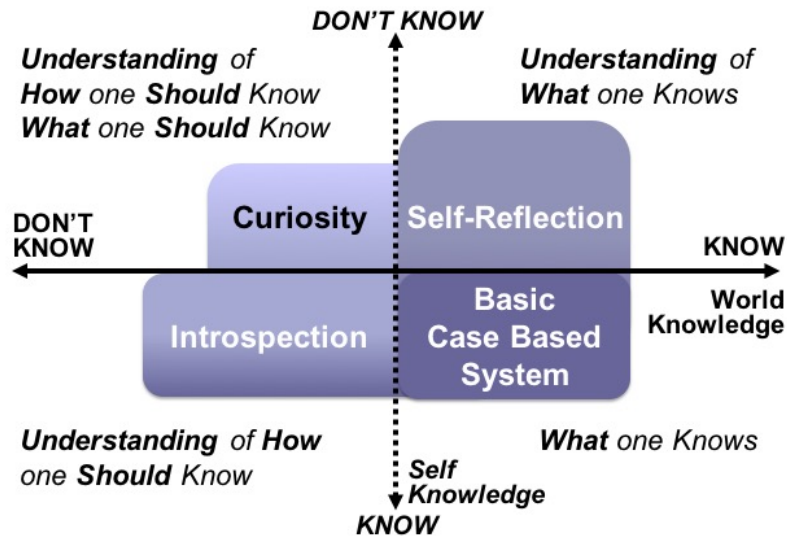 DON'T KNOW
Understanding of
How one Should Know
What one Should Know
Understanding of
What one Knows
Curiosity
Self-Reflection
DON'T
KNOW
KNOW
World
Knowledge
Introspection
Basic
Case Based
System
Understanding of How
one Should Know
What one Knows
Self
Knowledge
KNOW